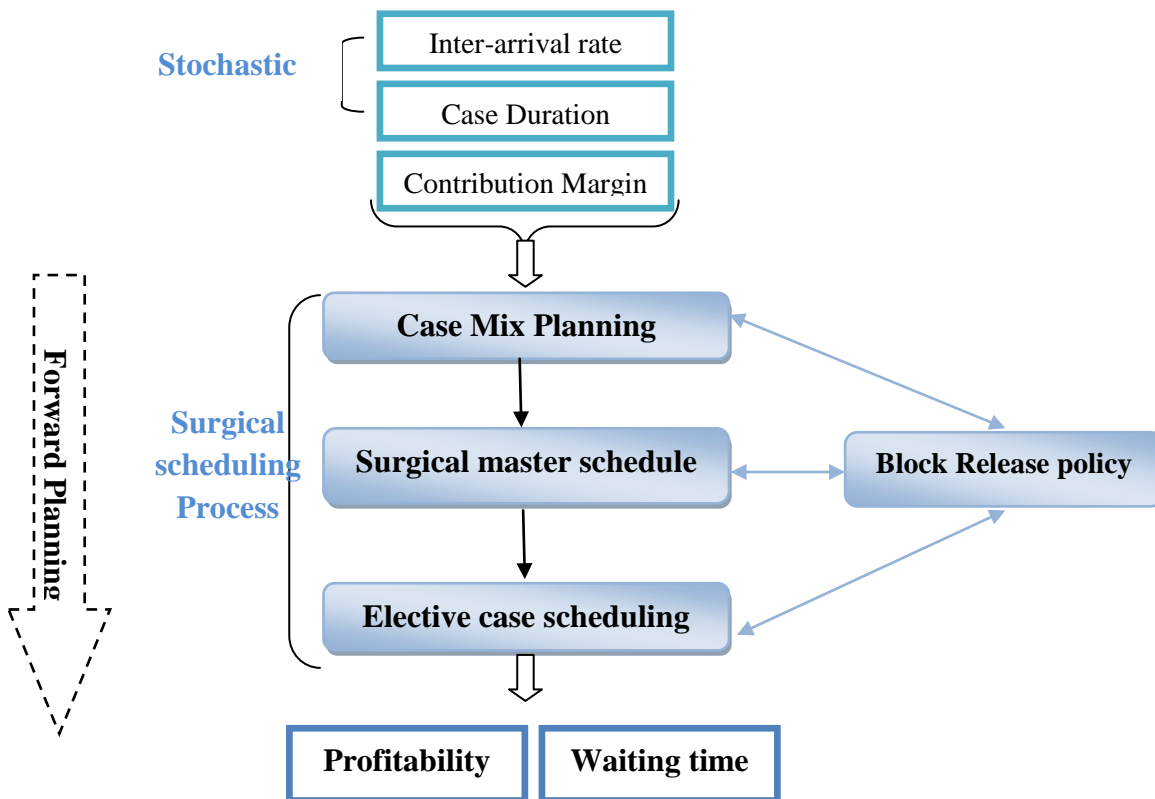 Inter-arrival rate
Stochastic
Case Duration
Contribution Margin
Case Mix Planning
Forward Planning
Surgical
scheduling
Process
Surgical master schedule
Block Release policy
Elective case scheduling
Profitability
Waiting time